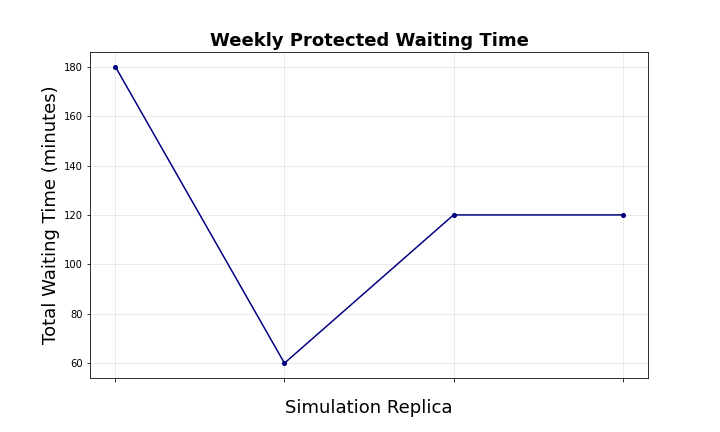 Weekly Protected Waiting Time
Total Waiting Time (minutes)
180
160
140
120
100
80
60
Simulation Replica